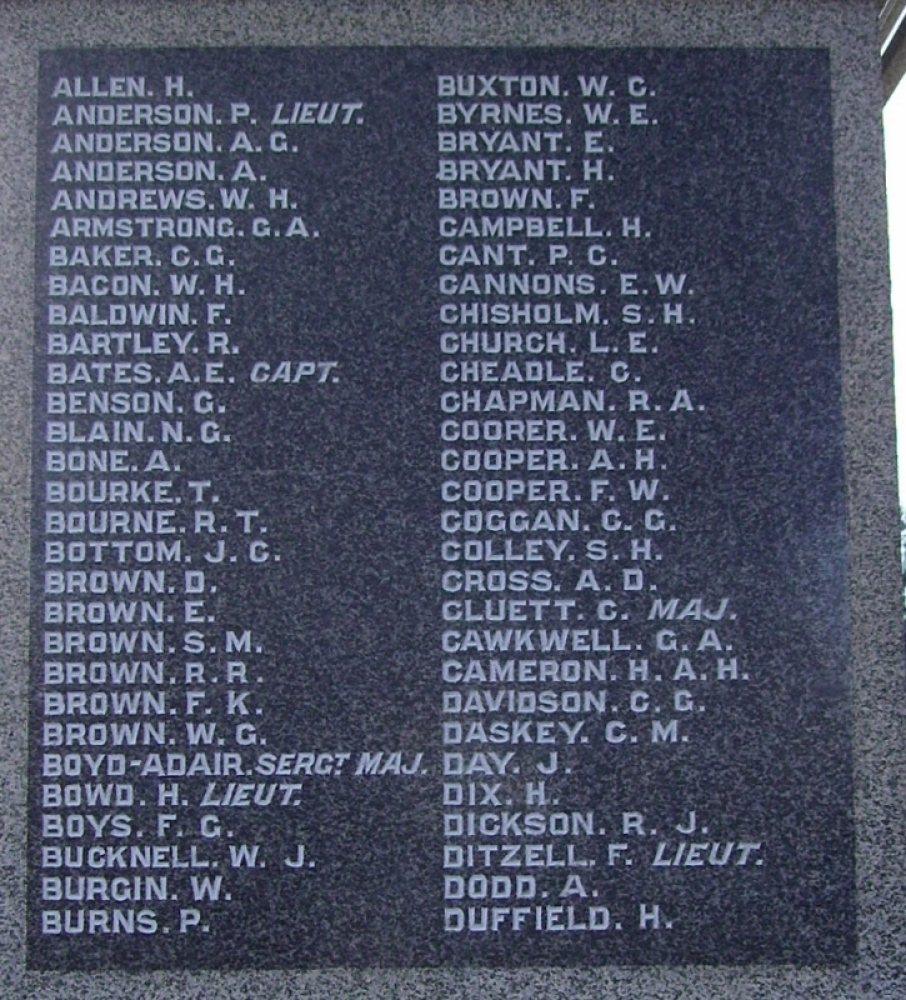 ALLEN. H.
ANDERSON. P. LIEUT.
ANDERSON. A. G.
ANDERSON. A.
ANDREWS. W. H.
ARMSTRONG. G. A.
BAKER. C. G.
BACON. W. H.
BALDWIN. F.
BARTLEY. R.
BATES. A. E. CAPT.
BENSON. G.
BLAIN. N. G.
BONE. A.
BOURKE. T.
BOURNE. R. T.
BOTTOM. J. C.
BROWN. D.
BROWN. E.
BROWN. S. M.
BROWN. R. R.
BROWN. F. K.
BROWN. W. G.
BOYD-ADAIR. SERGT MAJ.
BOWD. H. LIEUT.
BOYS. F. G.
BUCKNELL. W. J.
BURGIN. W.
BURNS. P.
BUXTON. W. C.
BYRNES. W. E.
BRYANT. E.
BRYANT. H.
BROWN. F.
CAMPBELL. H.
CANT. P. C.
CANNONS. E. W.
CHISHOLM. S. H.
CHURCH. L. E.
CHEADLE. C.
CHAPMAN. R. A.
COORER. W. E.
COOPER. A. H.
COOPER. F. W.
COGGAN. C. G.
COLLEY. S. H.
CROSS. A. D.
CLUETT. C. MAJ.
CAWKWELL. G. A.
CAMERON. H. A. H.
DAVIDSON. C. G.
DASKEY. C. M.
DAY. J.
DIX. H.
DICKSON. R. J.
DITZELL. F. LIEUT.
DODD. A.
DUFFIELD. H.